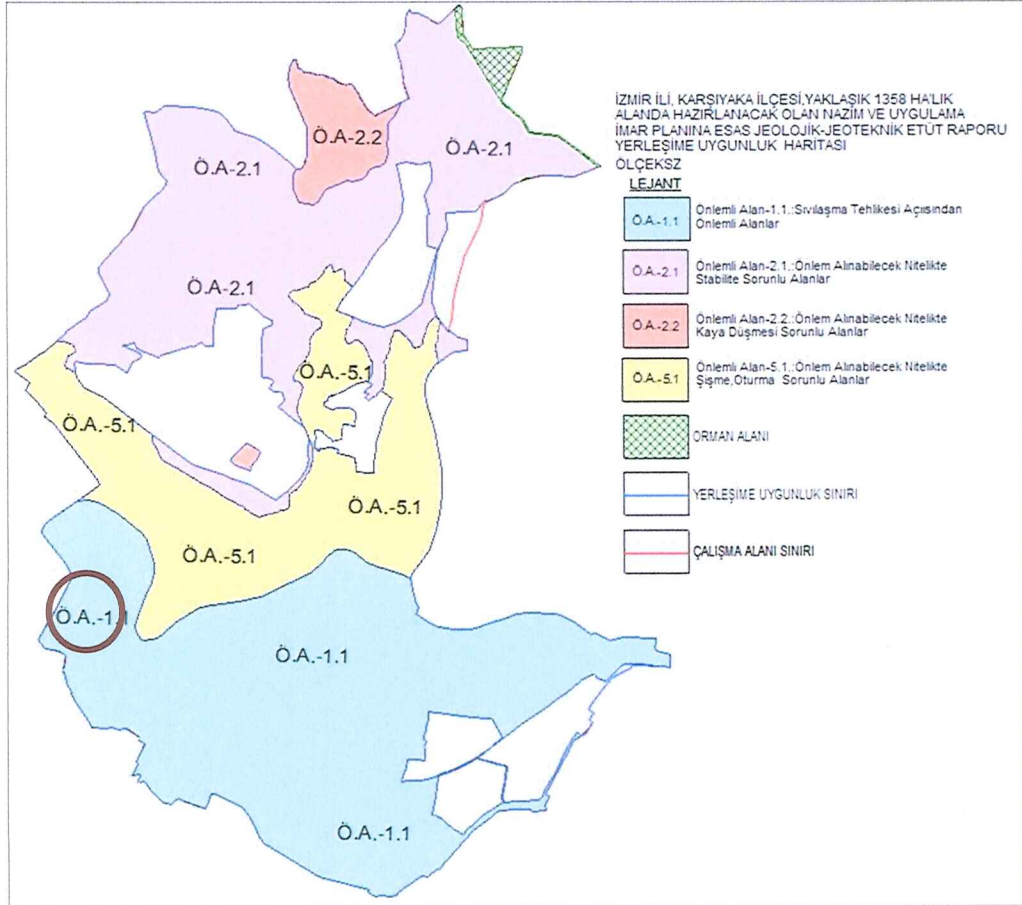 İZMİR İLİ, KARŞIYAKA İLÇESİ,YAKLAŞIK 1358 HA'LIK
ALANDA HAZIRLANACAK OLAN NAZIM VE UYGULAMA
İMAR PLANINA ESAS JEOLOJİK-JEOTEKNİK ETÜT RAPORU
YERLEŞİME UYGUNLUK HARİTASI
ÖLÇEKSZ
LEJANT
Ö.A-1.1 Önlemli Alan-1.1.:Sıvılaşma Tehlikesi Açısından
Önlemli Alanlar
Ö.A-2.1 Önlemli Alan-2.1.:Önlem Alınabilecek Nitelikte
Stabilite Sorunlu Alanlar
Ö.A-2.2 Önlemli Alan-2.2.:Önlem Alınabilecek Nitelikte
Kaya Düşmesi Sorunlu Alanlar
Ö.A-5.1 Önlemli Alan-5.1.:Önlem Alınabilecek Nitelikte
Şişme,Oturma Sorunlu Alanlar
ORMAN ALANI
YERLEŞİME UYGUNLUK SINIRI
ÇALIŞMA ALANI SINIRI
Ö.A-2.2
Ö.A-2.1
Ö.A-2.1
Ö.A-2.1
Ö.A.-5.1
Ö.A.-5.1
Ö.A.-5.1
Ö.A.-5.1
Ö.A.-1.1
Ö.A.-1.1
Ö.A.-1.1